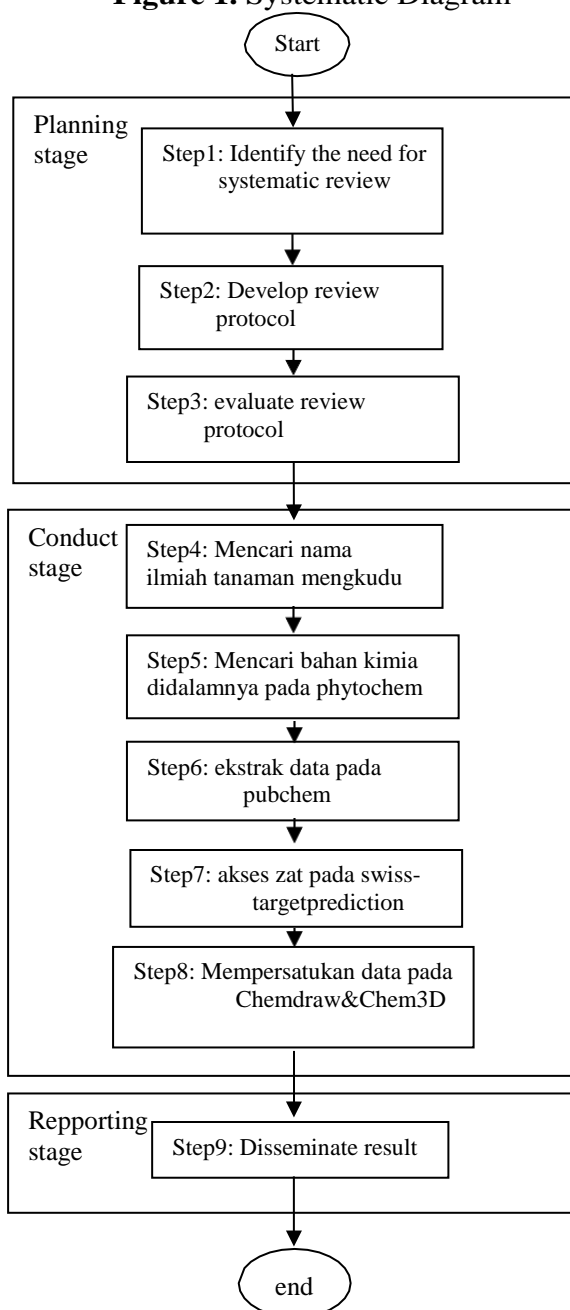 Figure 1. Systematic Diagram
Start
Planning
stage
Step1: Identify the need for
systematic review
Step2: Develop review
protocol
Step3: evaluate review
protocol
Conduct
stage
Step4: Mencari nama
ilmiah tanaman mengkudu
Step5: Mencari bahan kimia
didalamnya pada phytochem
Step6: ekstrak data pada
pubchem
Step7: akses zat pada swiss-
targetprediction
Step8: Mempersatukan data pada
Chemdraw&Chem3D
Repporting
stage
Step9: Disseminate result
end